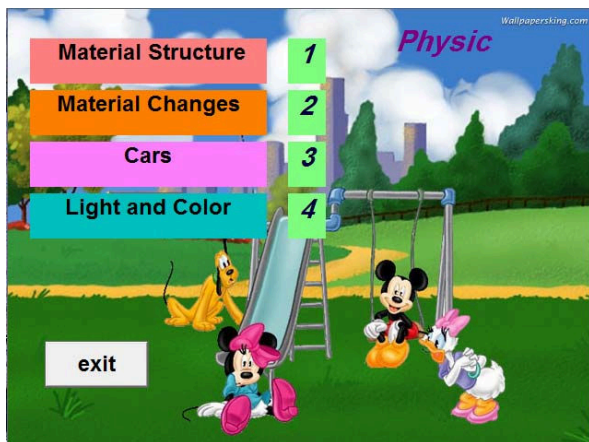 Wallpapersking.com
Physic
Material Structure 1
Material Changes 2
Cars 3
Light and Color 4
exit